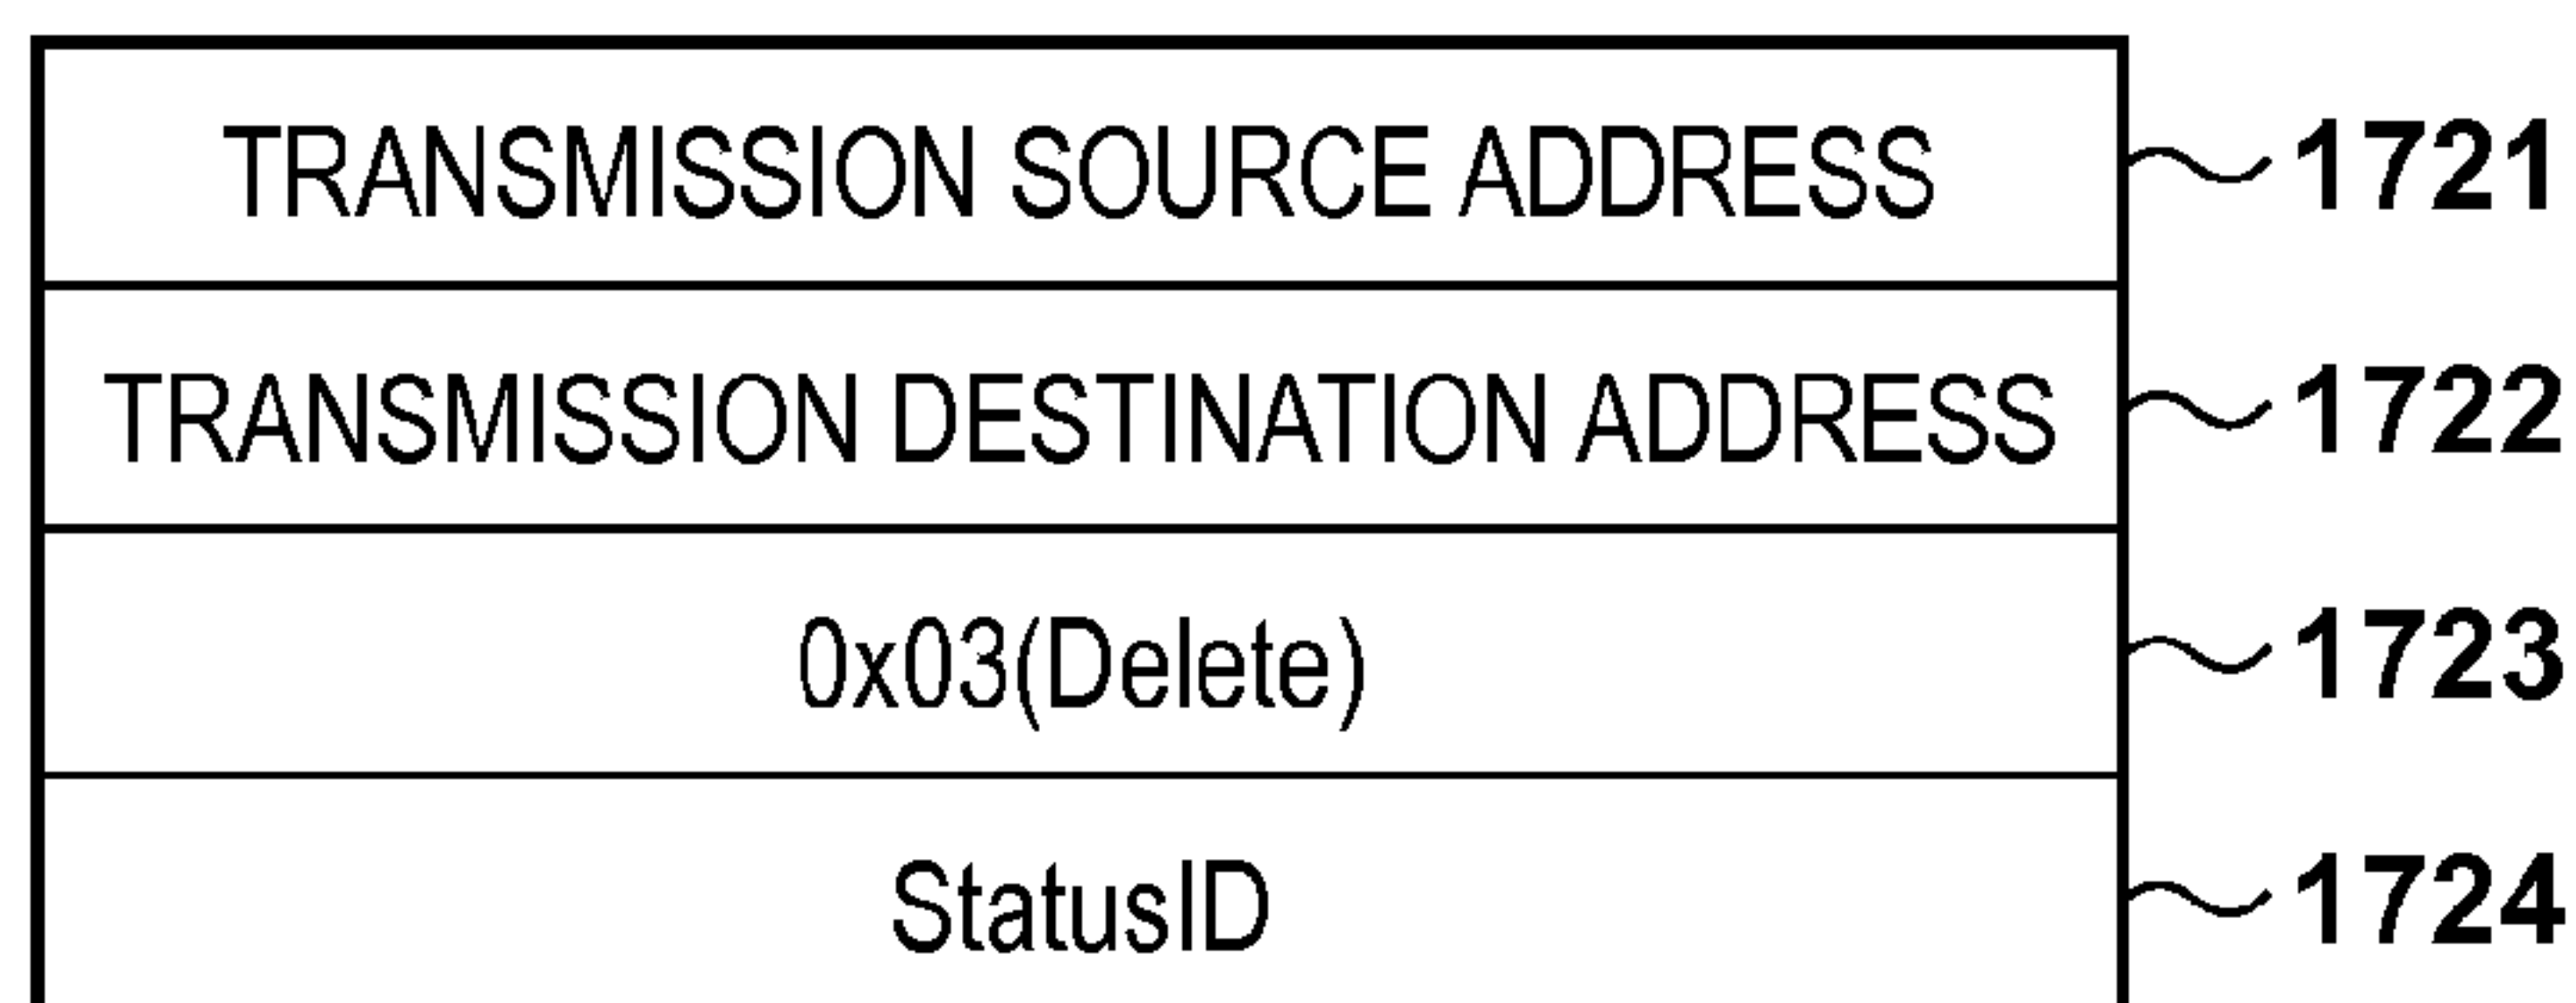 TRANSMISSION SOURCE ADDRESS 1721
TRANSMISSION DESTINATION ADDRESS 1722
0x03(Delete) 1723
StatusID 1724